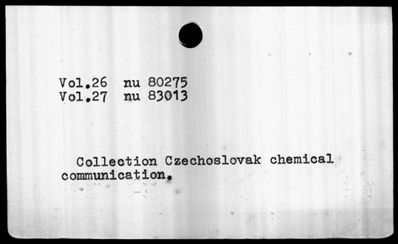 Vol.26 nu 80275
Vol.27 nu 83013
Collection Czechoslovak chemical
communication.